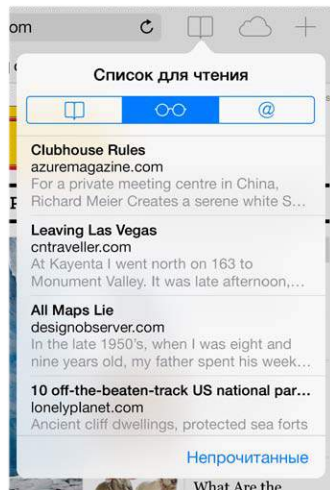 om
Список для чтения
@
Clubhouse Rules
azuremagazine.com
For a private meeting centre in China,
Richard Meier Creates a serene white S…
Leaving Las Vegas
cntraveller.com
At Kayenta I went north on 163 to
Monument Valley. It was late afternoon,…
All Maps Lie
designobserver.com
In the late 1950's, when I was eight and
nine years old, my father spent his week…
10 off-the-beaten-track US national par…
lonelyplanet.com
Ancient cliff dwellings, protected sea forts
Непрочитанные
What Are the